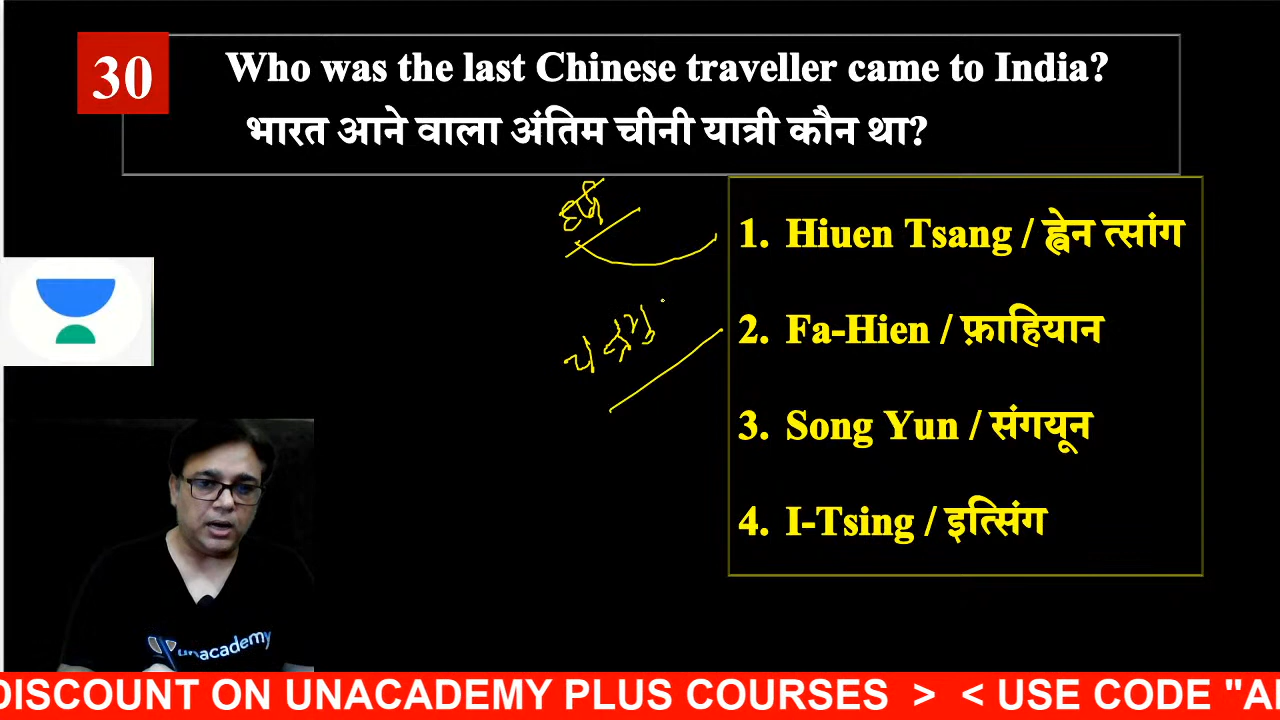 30
Who was the last Chinese traveller came to India?
भारत आने वाला अंतिम चीनी यात्री कौन था?
1. Hiuen Tsang / ह्वेन त्सांग
2. Fa-Hien / फ़ाहियान
3. Song Yun / संगयून
4. I-Tsing / इत्सिंग
unacademy
DISCOUNT ON UNACADEMY PLUS COURSES > < USE CODE "A